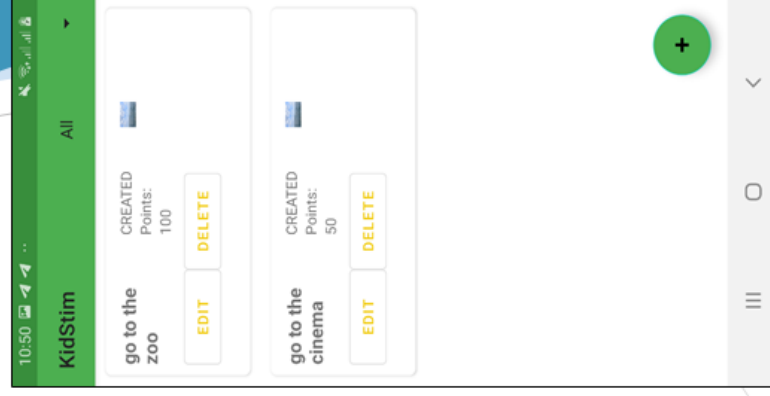 10:50
KidStim All
go to the
zoo
CREATED
Points:
100
EDIT DELETE
go to the
cinema
CREATED
Points:
50
EDIT DELETE
+